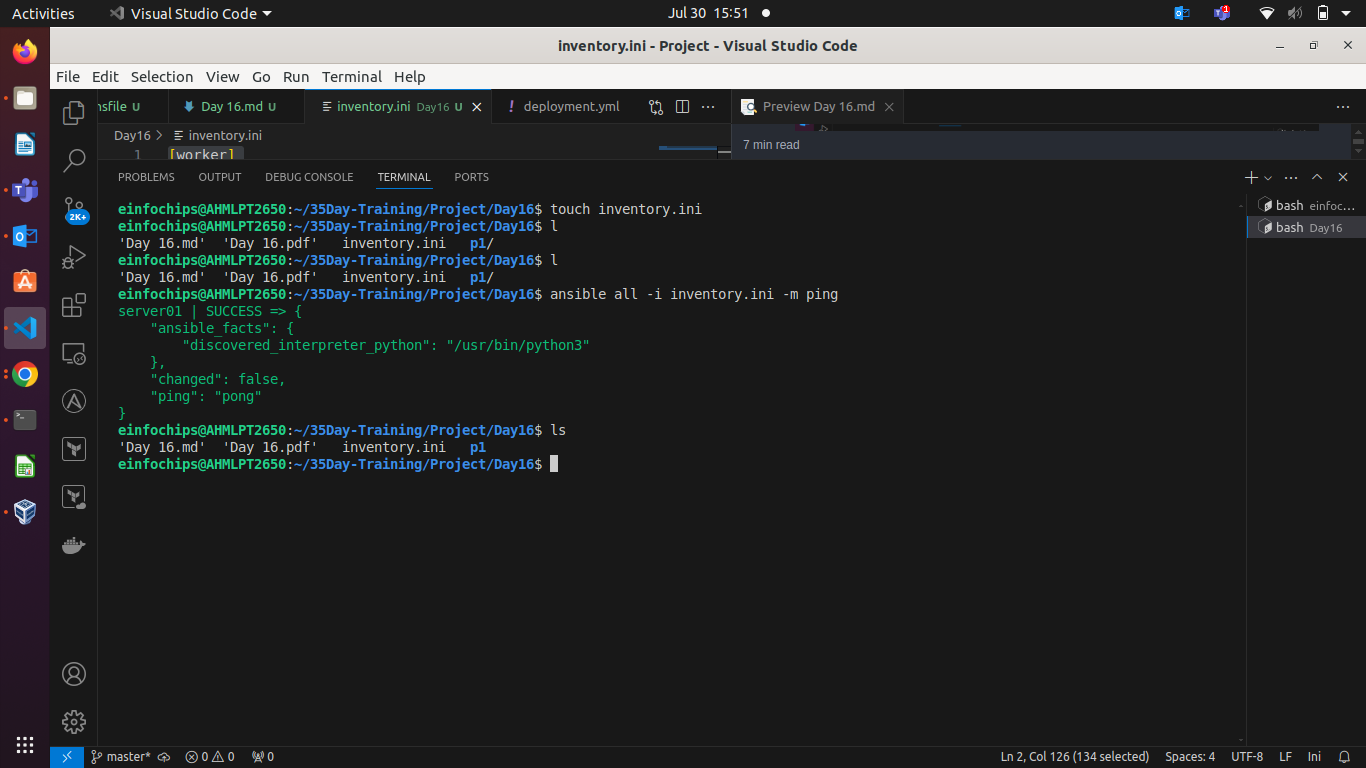 Activities Visual Studio Code Jul 30 15:51 1
inventory.ini - Project - Visual Studio Code
File Edit Selection View Go Run Terminal Help
nsfile U Day 16.md U inventory.ini Day16 U deployment.yml Preview Day 16.md
Day16 > inventory.ini
7 min read
1 [worker]
PROBLEMS OUTPUT DEBUG CONSOLE TERMINAL PORTS
einfochips@AHMLPT2650:~/35Day-Training/Project/Day16$ touch inventory.ini
einfochips@AHMLPT2650:~/35Day-Training/Project/Day16$ l
'Day 16.md' 'Day 16.pdf' inventory.ini p1/
einfochips@AHMLPT2650:~/35Day-Training/Project/Day16$ l
'Day 16.md' 'Day 16.pdf' inventory.ini p1/
einfochips@AHMLPT2650:~/35Day-Training/Project/Day16$ ansible all -i inventory.ini -m ping
server01 | SUCCESS => {
    "ansible_facts": {
        "discovered_interpreter_python": "/usr/bin/python3"
    },
    "changed": false,
    "ping": "pong"
}
einfochips@AHMLPT2650:~/35Day-Training/Project/Day16$ ls
'Day 16.md' 'Day 16.pdf' inventory.ini p1
einfochips@AHMLPT2650:~/35Day-Training/Project/Day16$
bash einfoc...
bash Day16
2K+
master* 0 0 0 Ln 2, Col 126 (134 selected) Spaces: 4 UTF-8 LF Ini